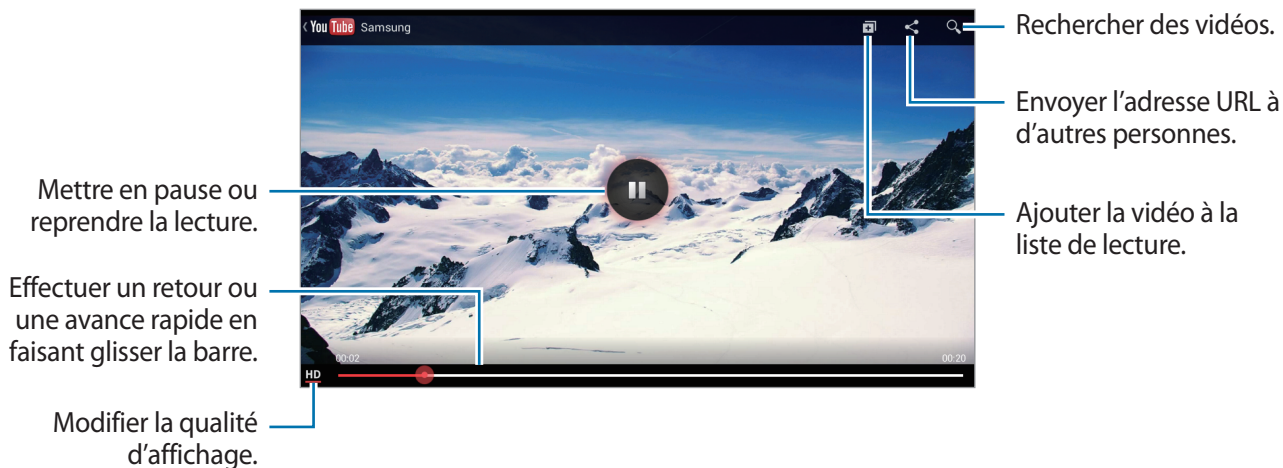 You Tube Samsung
Rechercher des vidéos.
Envoyer l’adresse URL à
d’autres personnes.
Mettre en pause ou
reprendre la lecture.
Ajouter la vidéo à la
liste de lecture.
Effectuer un retour ou
une avance rapide en
faisant glisser la barre.
00:02
00:20
HD
Modifier la qualité
d’affichage.